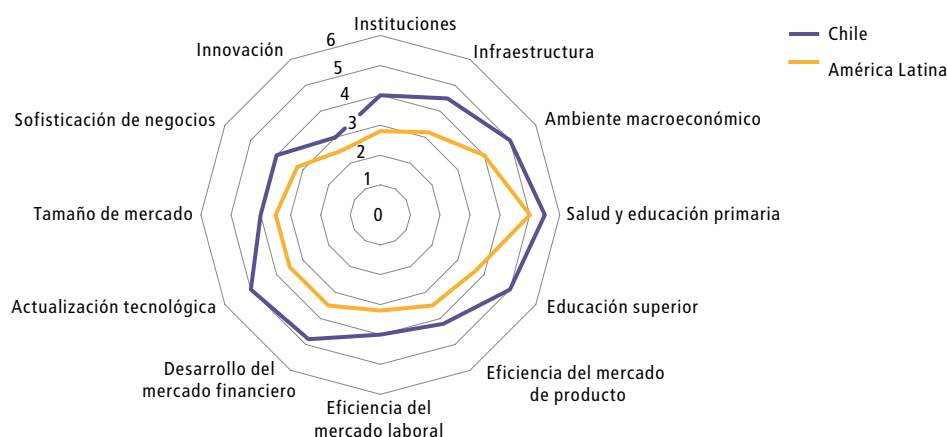 Instituciones
Infraestructura
Ambiente macroeconómico
Salud y educación primaria
Educación superior
Eficiencia del mercado
de producto
Eficiencia del
mercado laboral
Desarrollo del
mercado financiero
Actualización tecnológica
Tamaño de mercado
Sofisticación de negocios
Innovación
6
5
4
3
2
1
0
Chile
América Latina